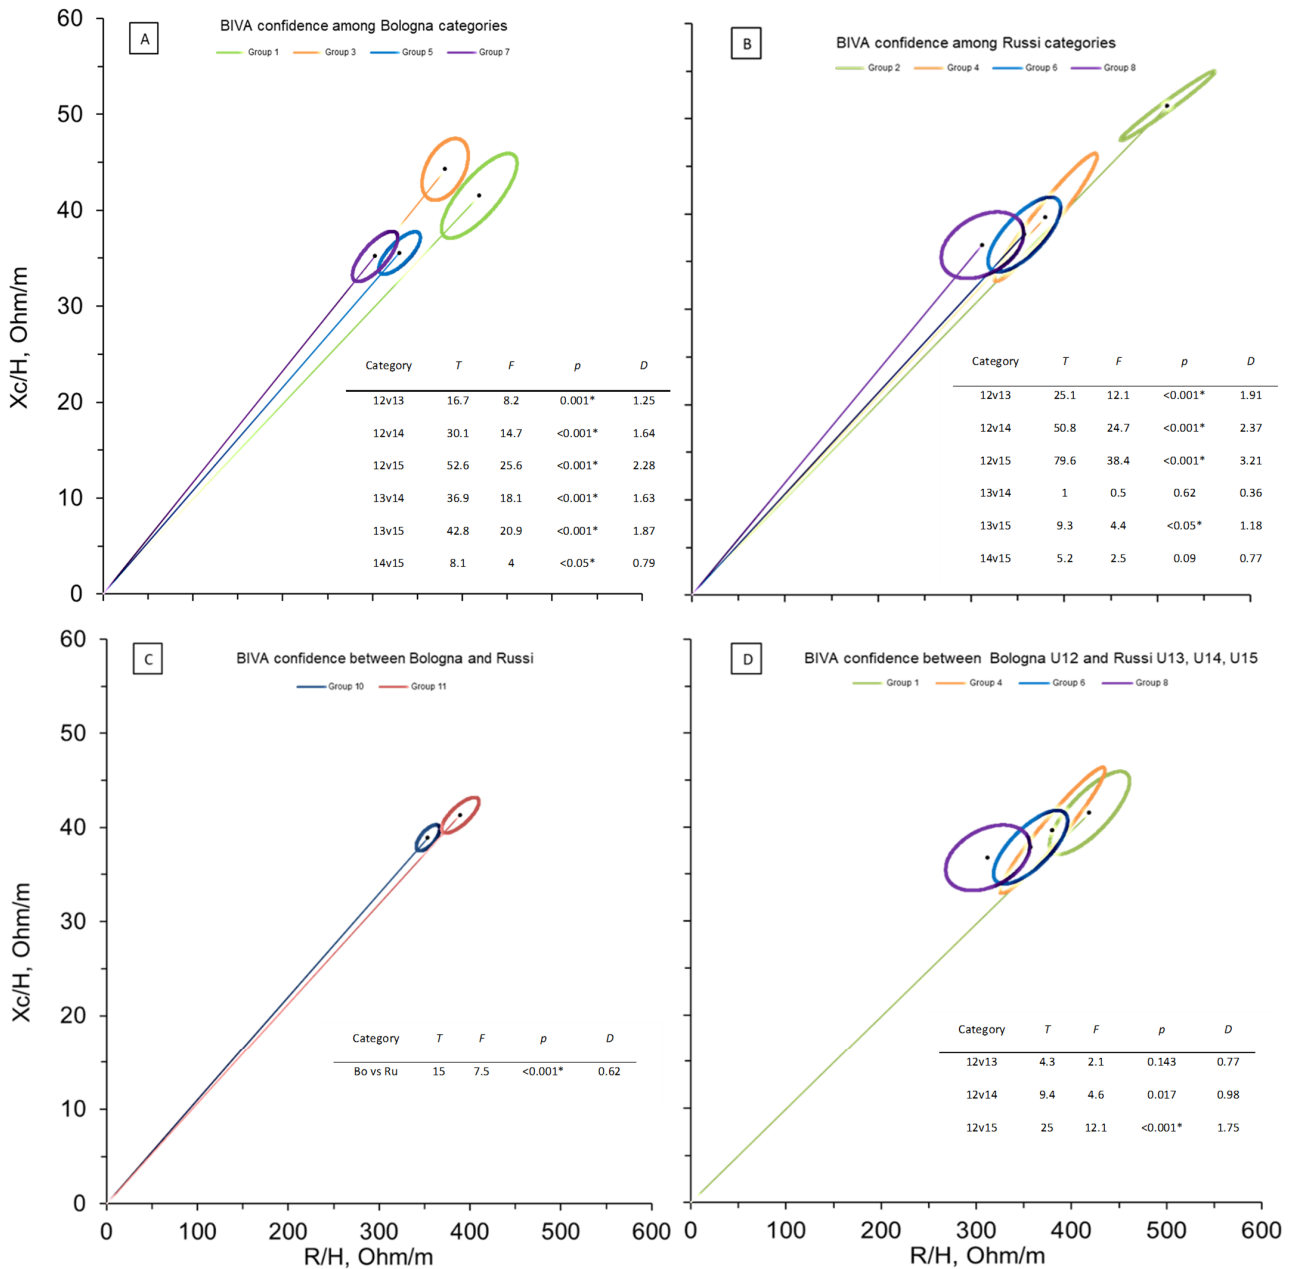 A
BIVA confidence among Bologna categories
Group 1 Group 3 Group 5 Group 7
60
50
40
30
20
10
0
Xc/H, Ohm/m
Category T F p D
12v13 16.7 8.2 0.001* 1.25
12v14 30.1 14.7 <0.001* 1.64
12v15 52.6 25.6 <0.001* 2.28
13v14 36.9 18.1 <0.001* 1.63
13v15 42.8 20.9 <0.001* 1.87
14v15 8.1 4 <0.05* 0.79
B
BIVA confidence among Russi categories
Group 2 Group 4 Group 6 Group 8
Category T F p D
12v13 25.1 12.1 <0.001* 1.91
12v14 50.8 24.7 <0.001* 2.37
12v15 79.6 38.4 <0.001* 3.21
13v14 1 0.5 0.62 0.36
13v15 9.3 4.4 <0.05* 1.18
14v15 5.2 2.5 0.09 0.77
C
BIVA confidence between Bologna and Russi
Group 10 Group 11
60
50
40
30
20
10
0
Xc/H, Ohm/m
Category T F p D
Bo vs Ru 15 7.5 <0.001* 0.62
0 100 200 300 400 500 600
R/H, Ohm/m
D
BIVA confidence between Bologna U12 and Russi U13, U14, U15
Group 1 Group 4 Group 6 Group 8
Category T F p D
12v13 4.3 2.1 0.143 0.77
12v14 9.4 4.6 0.017 0.98
12v15 25 12.1 <0.001* 1.75
0 100 200 300 400 500 600
R/H, Ohm/m